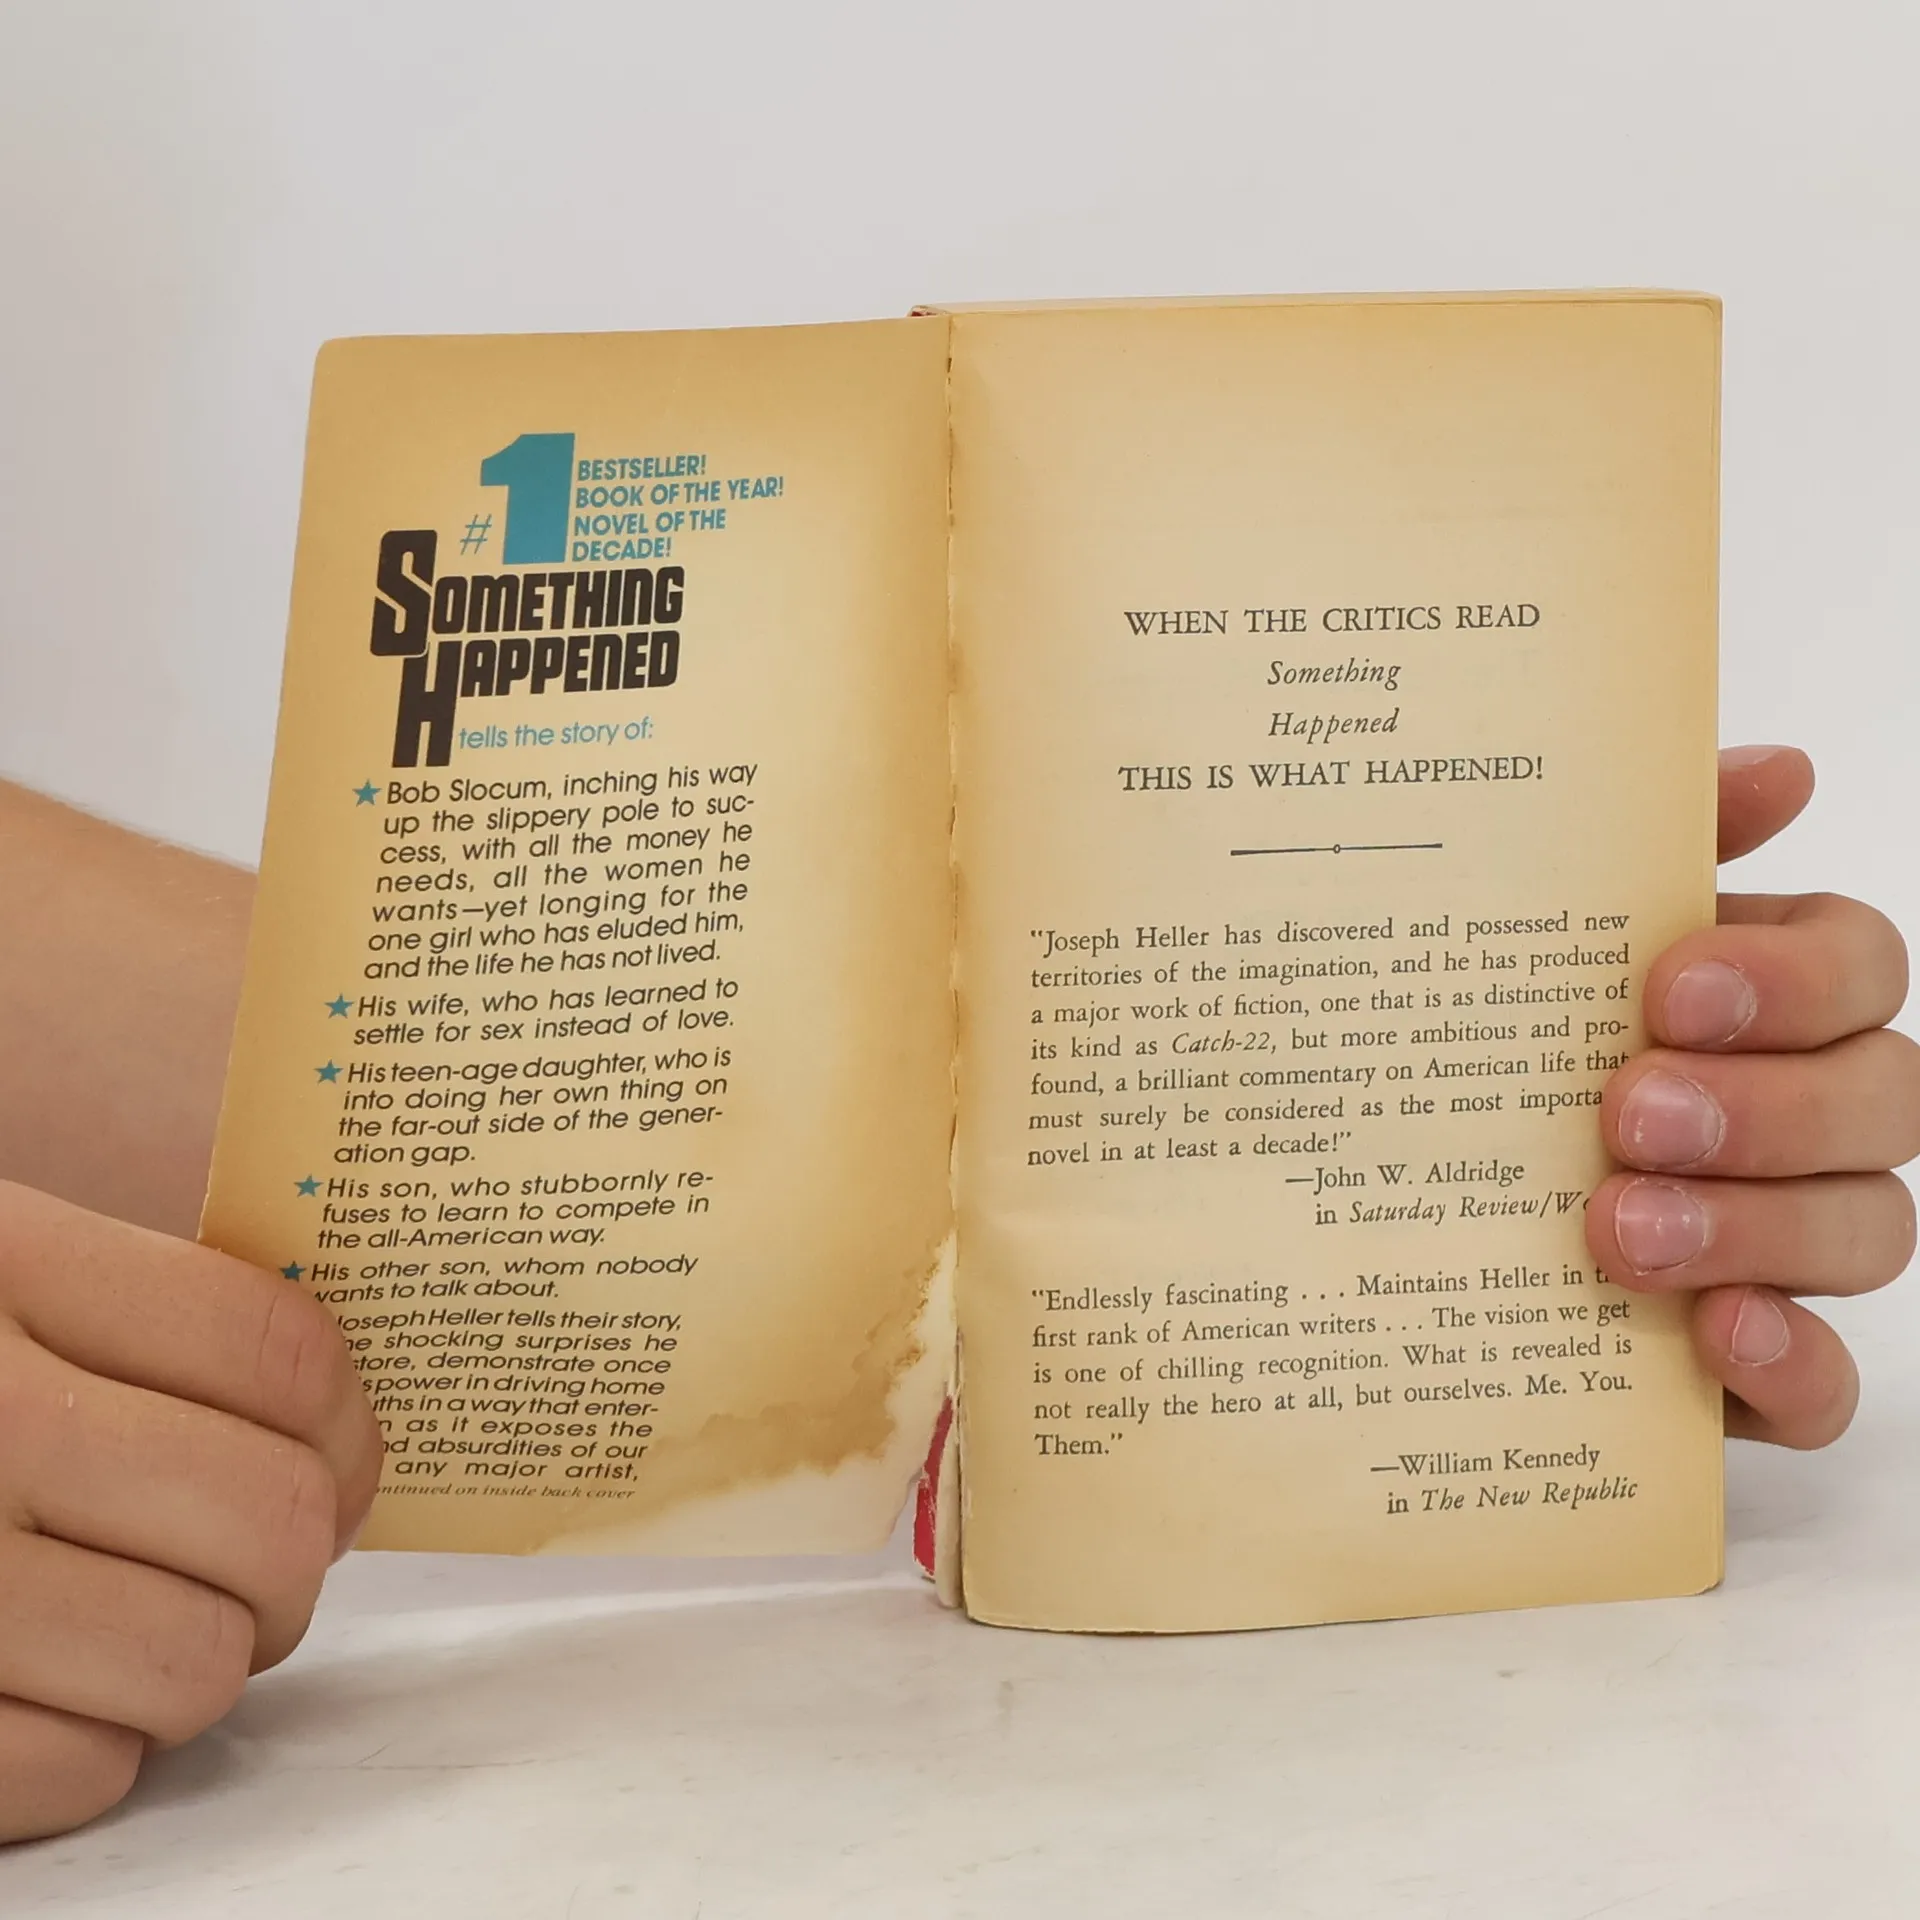 #1
BESTSELLER!
BOOK OF THE YEAR!
NOVEL OF THE
DECADE!
SOMETHING
HAPPENED
tells the story of:
★ Bob Slocum, inching his way
up the slippery pole to suc-
cess, with all the money he
needs, all the women he
wants—yet longing for the
one girl who has eluded him,
and the life he has not lived.
★ His wife, who has learned to
settle for sex instead of love.
★ His teen-age daughter, who is
into doing her own thing on
the far-out side of the gener-
ation gap.
★ His son, who stubbornly re-
fuses to learn to compete in
the all-American way.
★ His other son, whom nobody
wants to talk about.
Joseph Heller tells their story,
shocking surprises he
demonstrate once
power in driving home
in a way that enter-
as it exposes the
absurdities of our
any major artist,
on inside back cover
WHEN THE CRITICS READ
Something
Happened
THIS IS WHAT HAPPENED!
"Joseph Heller has discovered and possessed new
territories of the imagination, and he has produced
a major work of fiction, one that is as distinctive of
its kind as Catch-22, but more ambitious and pro-
found, a brilliant commentary on American life that
must surely be considered as the most
novel in at least a decade!"
—John W. Aldridge
in Saturday Review/
"Endlessly fascinating . . . Maintains Heller in
first rank of American writers . . . The vision we get
is one of chilling recognition. What is revealed is
not really the hero at all, but ourselves. Me. You.
Them."
—William Kennedy
in The New Republic